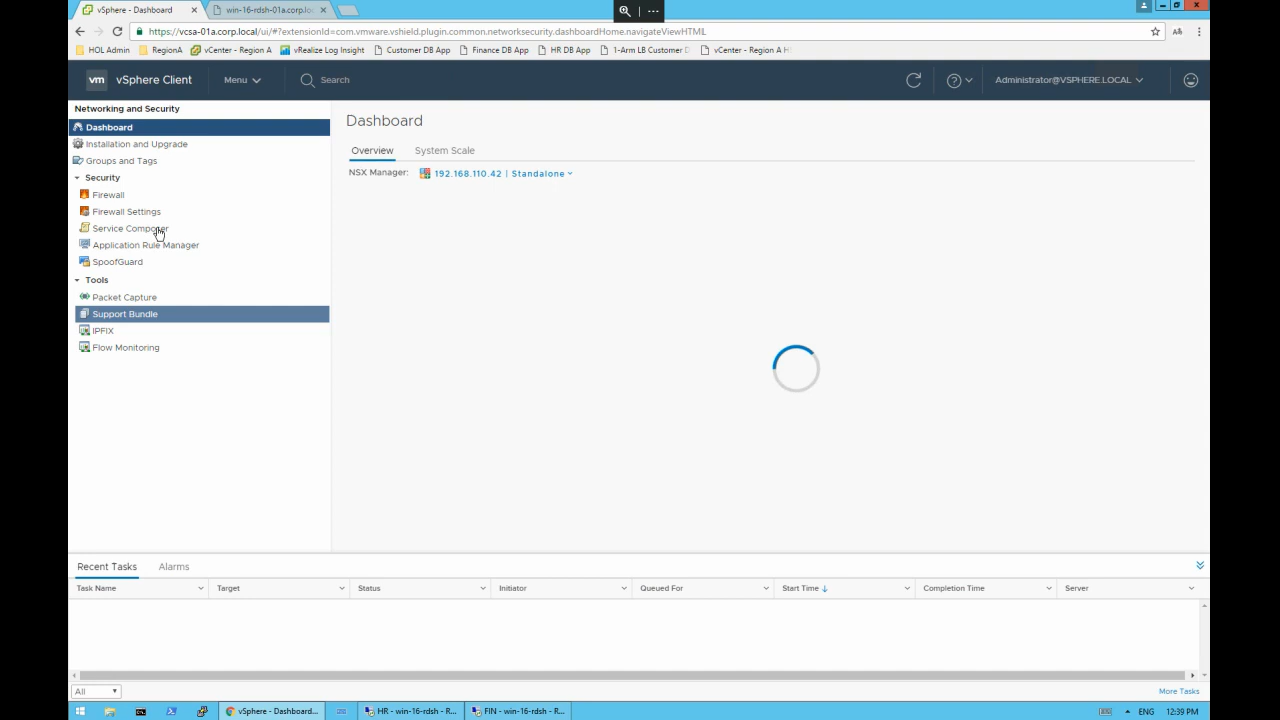 vSphere - Dashboard
win-16-rdsh-01a.corp.lo
https://vcsa-01a.corp.local/ui/#?extensionId=com.vmware.vshield.plugin.common.networksecurity.dashboardHome.navigateViewHTML
HOL Admin RegionA vCenter - Region A vRealize Log Insight Customer DB App Finance DB App HR DB App 1-Arm LB Customer D vCenter - Region A H
vm vSphere Client Menu Search Administrator@VSPHERE.LOCAL
Networking and Security
Dashboard
Installation and Upgrade
Groups and Tags
Security
Firewall
Firewall Settings
Service Composer
Application Rule Manager
SpoofGuard
Tools
Packet Capture
Support Bundle
IPFIX
Flow Monitoring
Dashboard
Overview System Scale
NSX Manager: 192.168.110.42 | Standalone
Recent Tasks Alarms
Task Name Target Status Initiator Queued For Start Time Completion Time Server
All More Tasks
vSphere - Dashboard... HR - win-16-rdsh - R... FIN - win-16-rdsh - R... ENG 12:39 PM